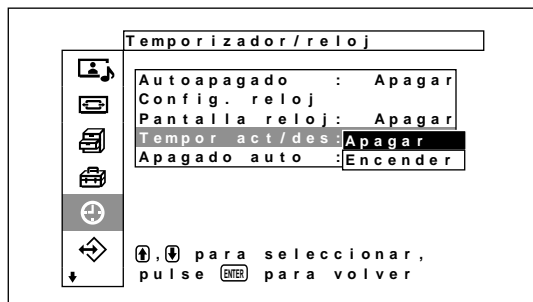 Temporizador/reloj
Autoapagado : Apagar
Config. reloj
Pantalla reloj: Apagar
Tempor act/des: Apagar
Apagado auto : Encender
, para seleccionar,
pulse ENTER para volver